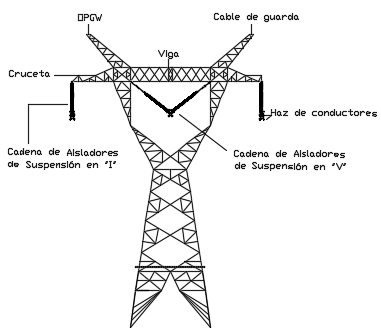 OPGW
Cable de guarda
Viga
Cruceta
Haz de conductores
Cadena de Aisladores
de Suspensión en "I"
Cadena de Aisladores
de Suspensión en "V"